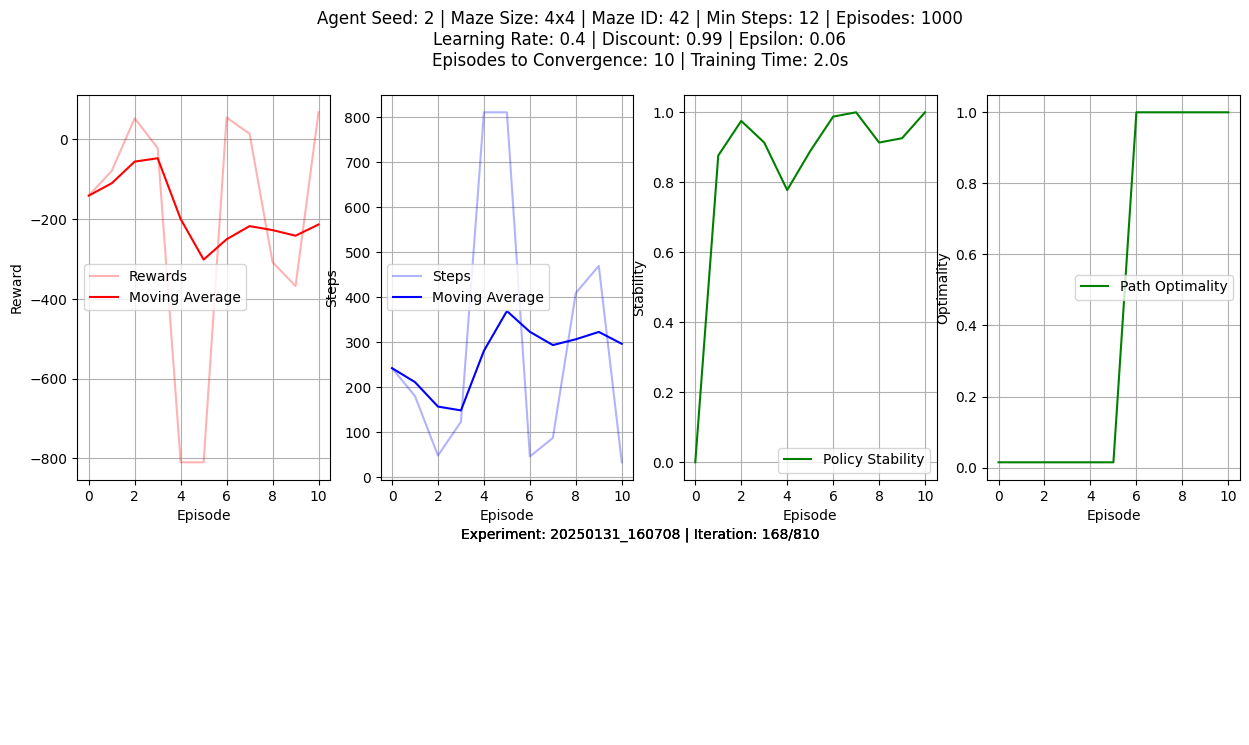 Agent Seed: 2 | Maze Size: 4x4 | Maze ID: 42 | Min Steps: 12 | Episodes: 1000
Learning Rate: 0.4 | Discount: 0.99 | Epsilon: 0.06
Episodes to Convergence: 10 | Training Time: 2.0s
Reward
0
−200
−400
−600
−800
Rewards
Moving Average
0 2 4 6 8 10
Episode
Steps
800
700
600
500
400
300
200
100
0
Steps
Moving Average
0 2 4 6 8 10
Episode
Stability
1.0
0.8
0.6
0.4
0.2
0.0
Policy Stability
0 2 4 6 8 10
Episode
Optimality
1.0
0.8
0.6
0.4
0.2
0.0
Path Optimality
0 2 4 6 8 10
Episode
Experiment: 20250131_160708 | Iteration: 168/810